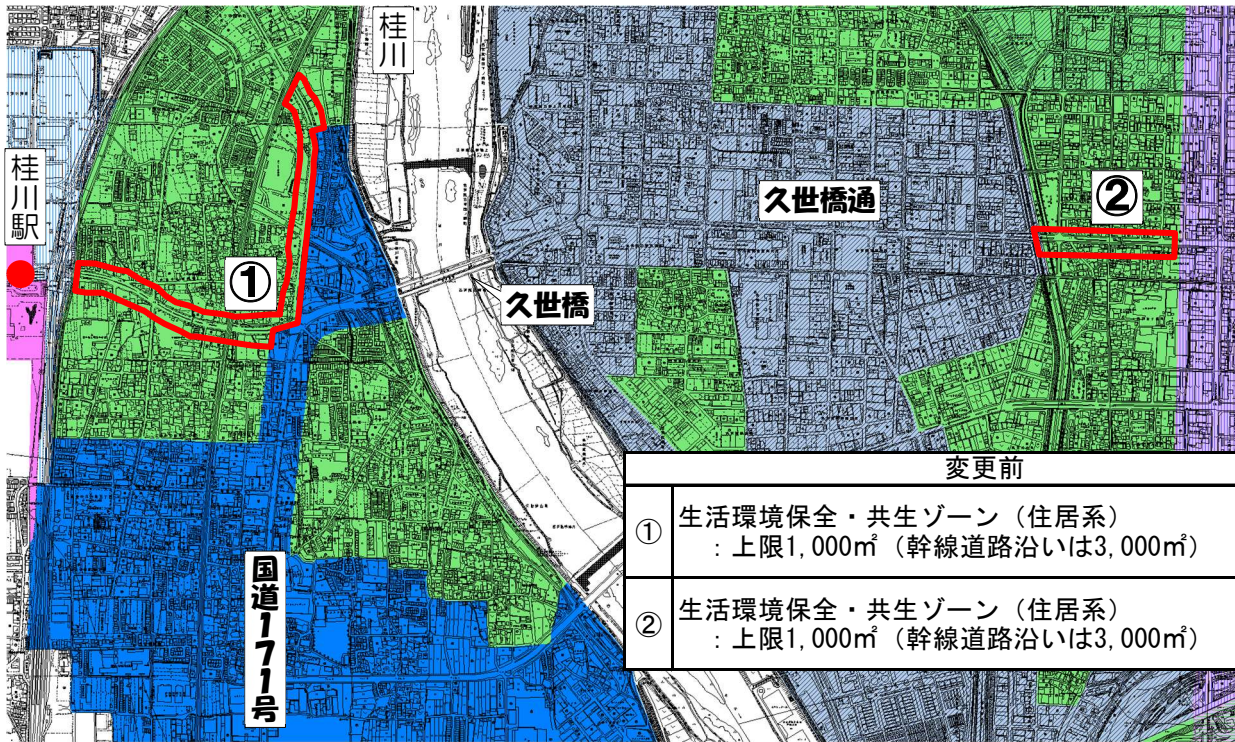 桂川
桂川駅
①
②
久世橋通
久世橋
国道171号
変更前
① 生活環境保全・共生ゾーン（住居系）
：上限1,000㎡（幹線道路沿いは3,000㎡）
② 生活環境保全・共生ゾーン（住居系）
：上限1,000㎡（幹線道路沿いは3,000㎡）